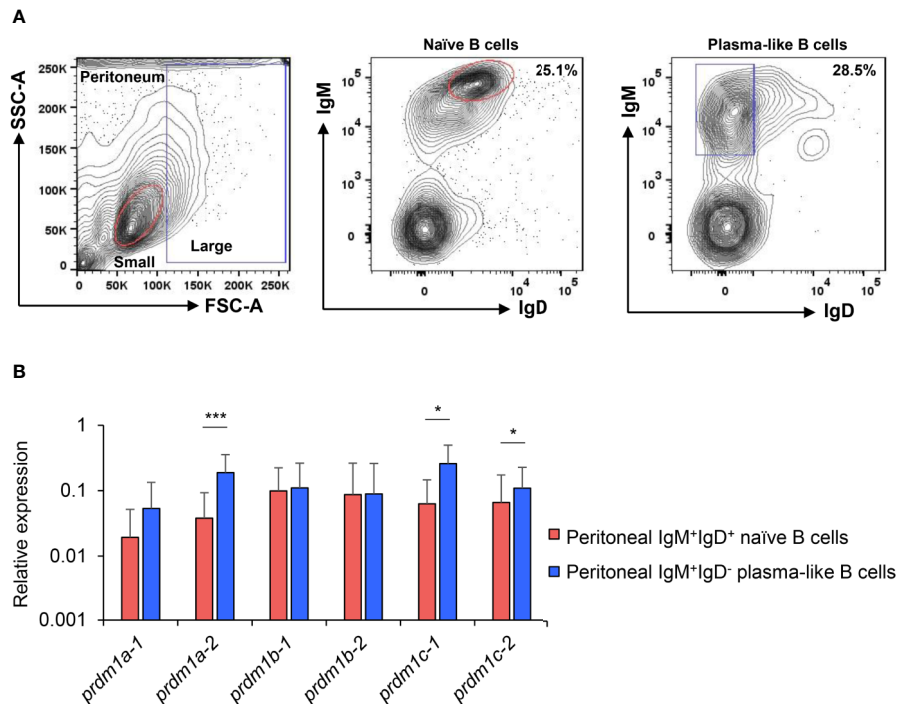 A
Naïve B cells
Plasma-like B cells
SSC-A
250K
200K
150K
100K
50K
0
Peritoneum
Small
Large
0
50K
100K
150K
200K
250K
FSC-A
IgM
10⁵
10⁴
10³
0
25.1%
0
10⁴
10⁵
IgD
IgM
10⁵
10⁴
10³
0
28.5%
0
10⁴
10⁵
IgD
B
Relative expression
1
0.1
0.01
0.001
***
*
*
prdm1a-1
prdm1a-2
prdm1b-1
prdm1b-2
prdm1c-1
prdm1c-2
Peritoneal IgM⁺IgD⁺ naïve B cells
Peritoneal IgM⁺IgD⁻ plasma-like B cells